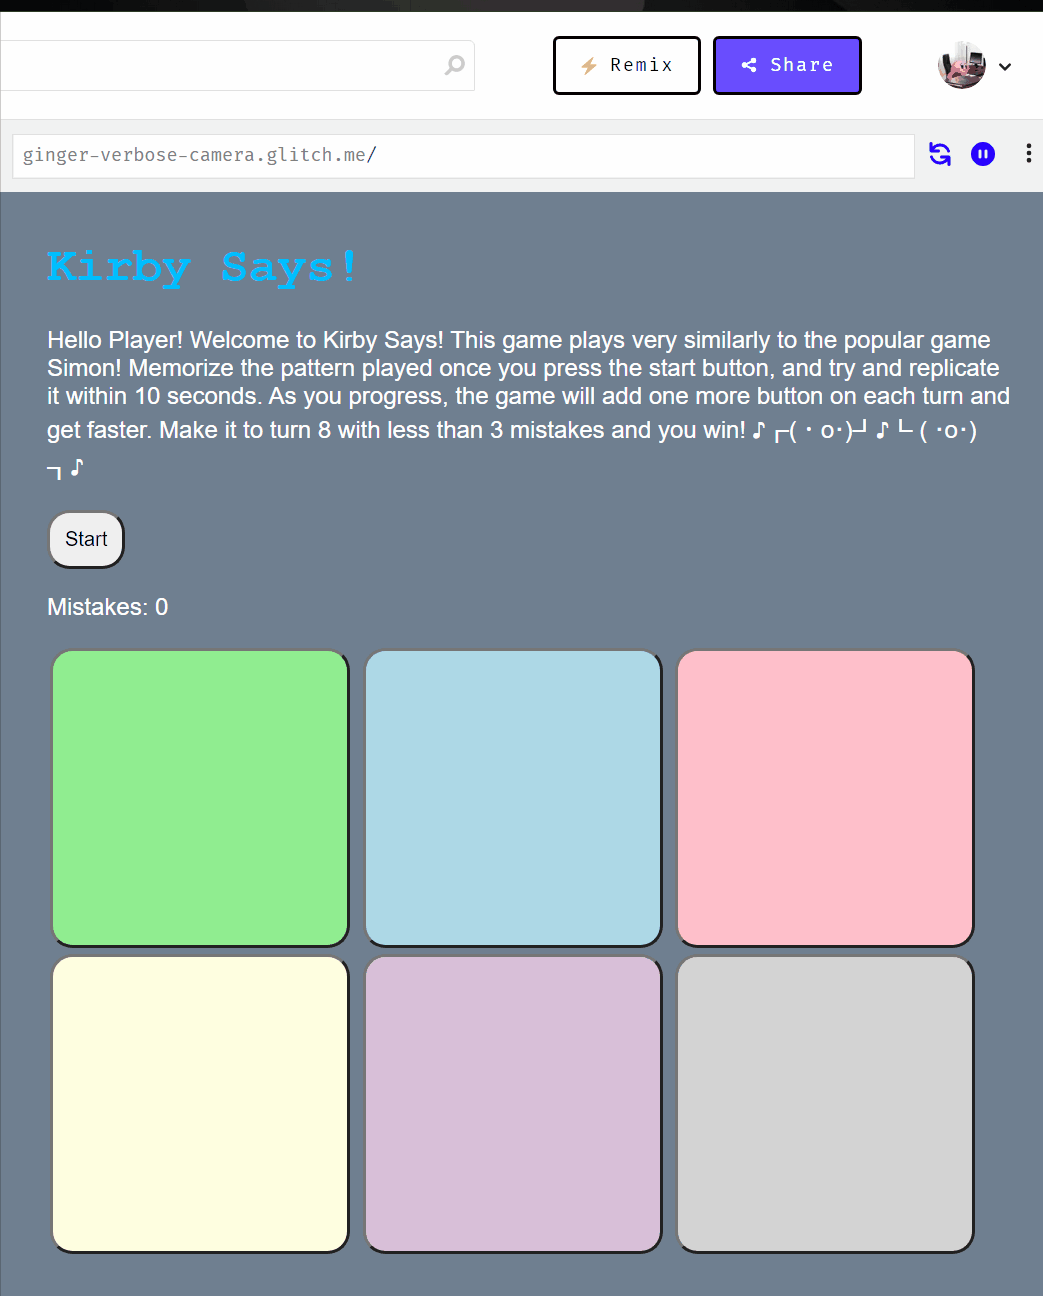 Remix
Share
ginger-verbose-camera.glitch.me/
Kirby Says!
Hello Player! Welcome to Kirby Says! This game plays very similarly to the popular game
Simon! Memorize the pattern played once you press the start button, and try and replicate
it within 10 seconds. As you progress, the game will add one more button on each turn and
get faster. Make it to turn 8 with less than 3 mistakes and you win! ♪ ┌(・o･)┘♪ └ ( ･o･)
┐♪
Start
Mistakes: 0